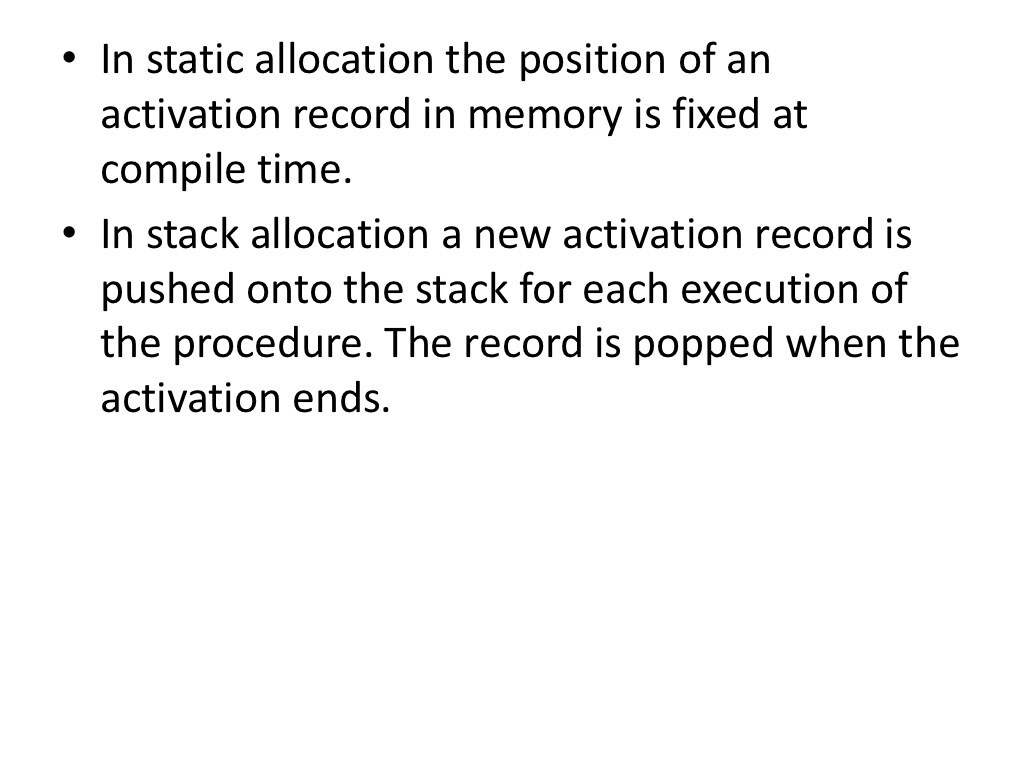 • In static allocation the position of an
activation record in memory is fixed at
compile time.
• In stack allocation a new activation record is
pushed onto the stack for each execution of
the procedure. The record is popped when the
activation ends.